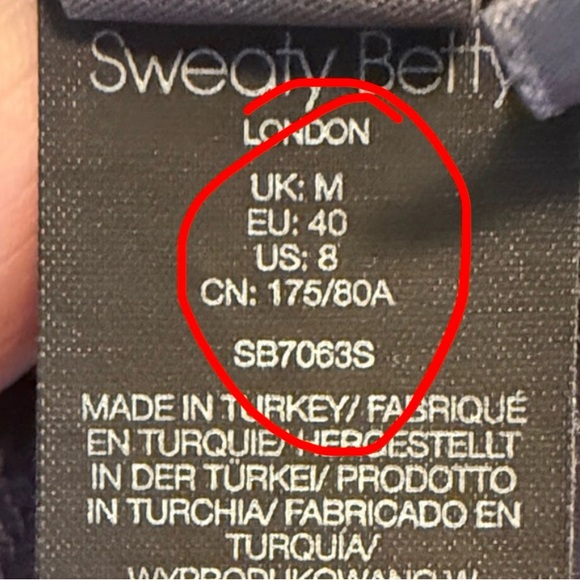 Sweaty Betty
LONDON
UK: M
EU: 40
US: 8
CN: 175/80A
SB7063S
MADE IN TURKEY/ FABRIQUÉ
EN TURQUIE/ HERGESTELLT
IN DER TÜRKEI/ PRODOTTO
IN TURCHIA/ FABRICADO EN
TURQUÍA/
WYPRODUKOWANO W